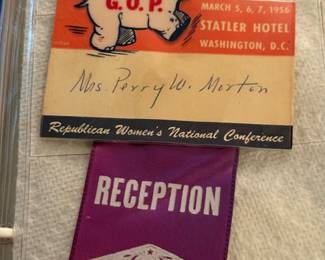 G.O.P.
MARCH 5, 6, 7, 1956
STATLER HOTEL
WASHINGTON, D.C.
Mrs. Perry W. Morton
Republican Women's National Conference
RECEPTION